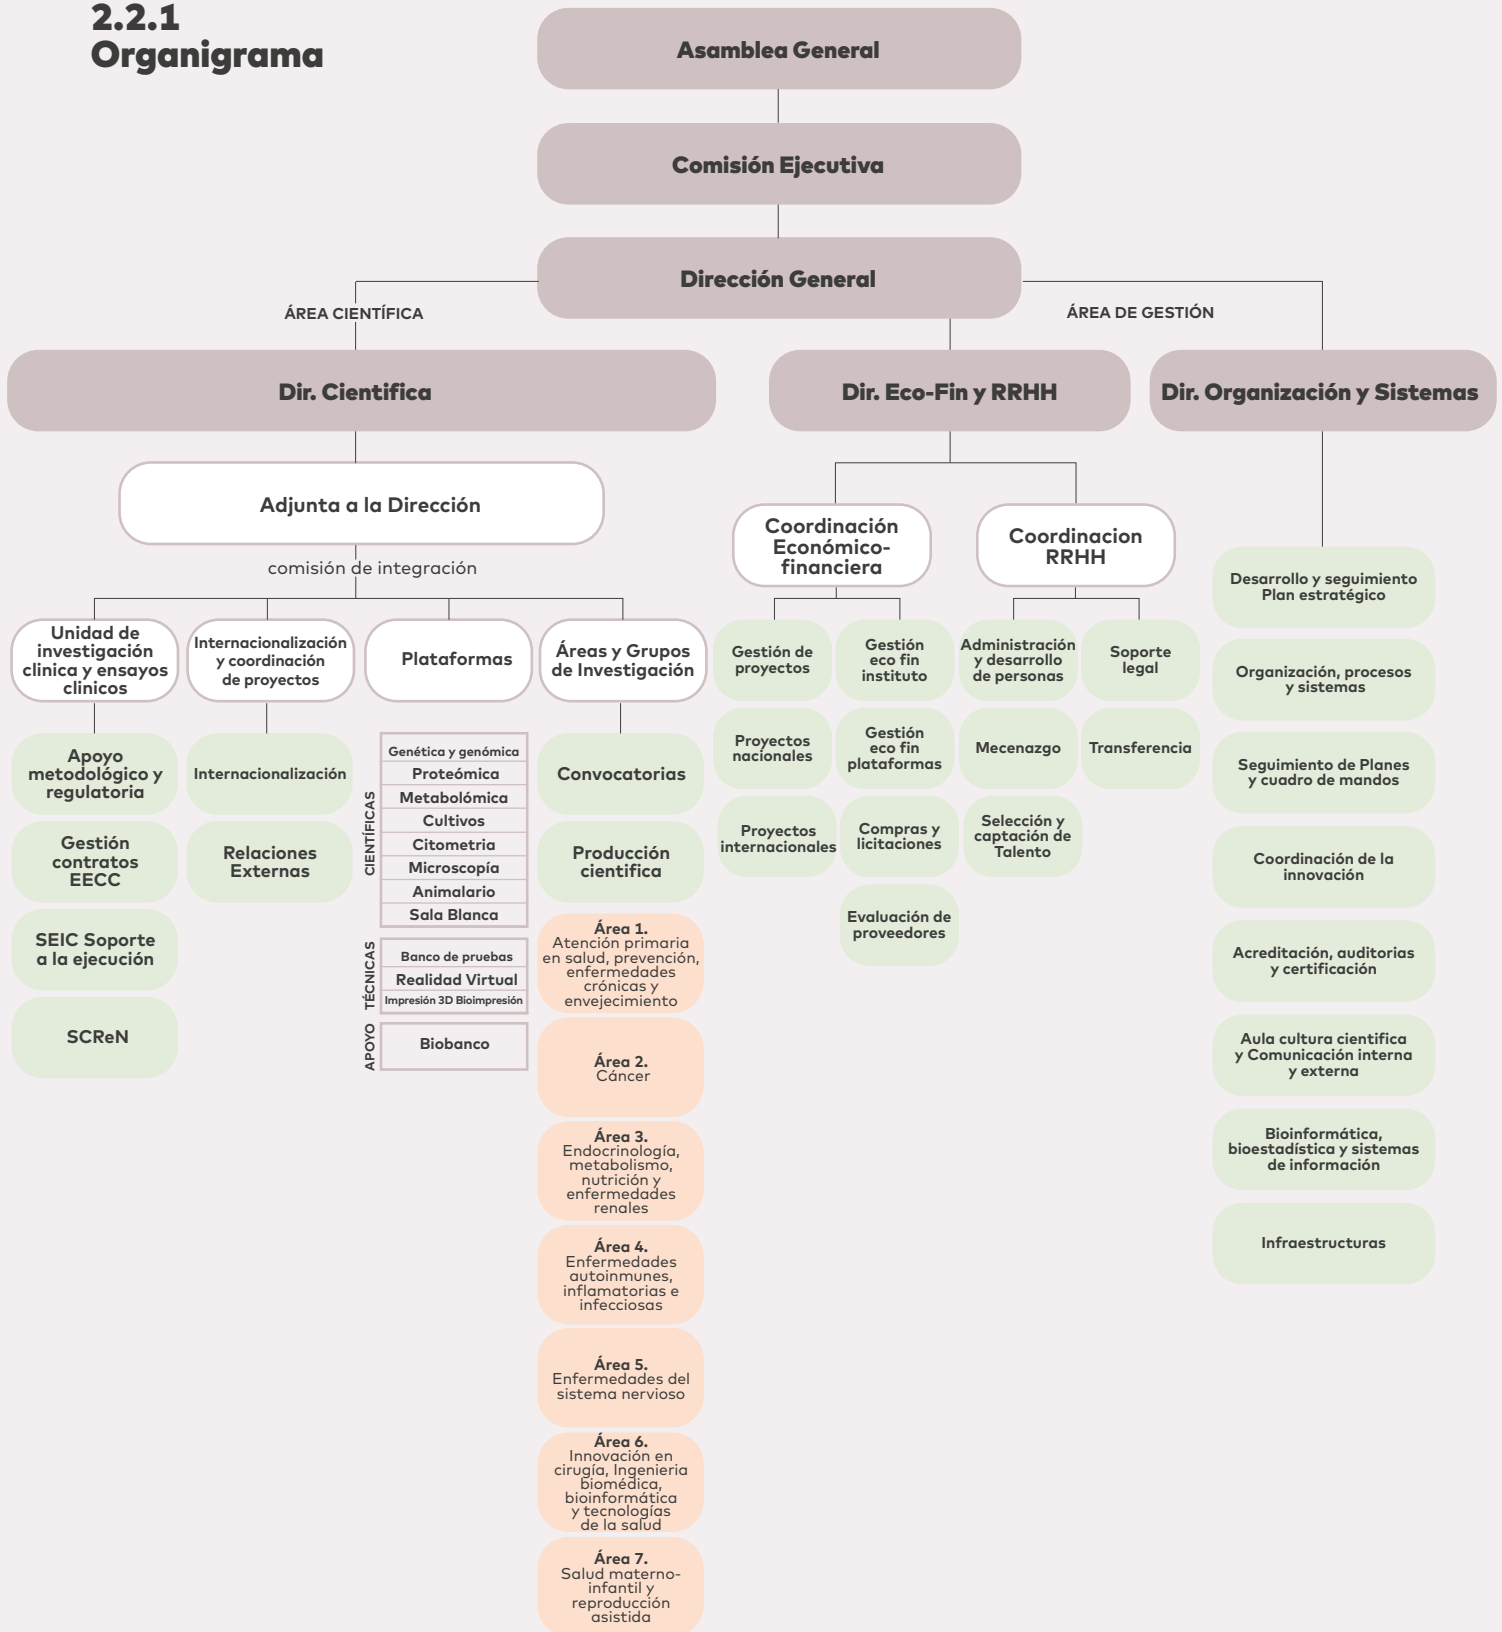 2.2.1
Organigrama
Asamblea General
Comisión Ejecutiva
Dirección General
ÁREA CIENTÍFICA
ÁREA DE GESTIÓN
Dir. Cientifica
Dir. Eco-Fin y RRHH
Dir. Organización y Sistemas
Adjunta a la Dirección
comisión de integración
Unidad de
investigación
clinica y ensayos
clinicos
Internacionalización
y coordinación
de proyectos
Plataformas
Áreas y Grupos
de Investigación
Apoyo
metodológico y
regulatoria
Gestión
contratos
EECC
SEIC Soporte
a la ejecución
SCReN
Internacionalización
Relaciones
Externas
CIENTÍFICAS
Genética y genómica
Proteómica
Metabolómica
Cultivos
Citometria
Microscopía
Animalario
Sala Blanca
TÉCNICAS
Banco de pruebas
Realidad Virtual
Impresión 3D Bioimpresión
APOYO
Biobanco
Convocatorias
Producción
cientifica
Área 1.
Atención primaria
en salud, prevención,
enfermedades
crónicas y
envejecimiento
Área 2.
Cáncer
Área 3.
Endocrinología,
metabolismo,
nutrición y
enfermedades
renales
Área 4.
Enfermedades
autoinmunes,
inflamatorias e
infecciosas
Área 5.
Enfermedades del
sistema nervioso
Área 6.
Innovación en
cirugía, Ingenieria
biomédica,
bioinformática
y tecnologías
de la salud
Área 7.
Salud materno-
infantil y
reproducción
asistida
Coordinación
Económico-
financiera
Coordinacion
RRHH
Gestión de
proyectos
Proyectos
nacionales
Proyectos
internacionales
Gestión
eco fin
instituto
Gestión
eco fin
plataformas
Compras y
licitaciones
Evaluación de
proveedores
Administración
y desarrollo
de personas
Mecenazgo
Selección y
captación de
Talento
Soporte
legal
Transferencia
Desarrollo y seguimiento
Plan estratégico
Organización, procesos
y sistemas
Seguimiento de Planes
y cuadro de mandos
Coordinación de la
innovación
Acreditación, auditorias
y certificación
Aula cultura cientifica
y Comunicación interna
y externa
Bioinformática,
bioestadística y sistemas
de información
Infraestructuras